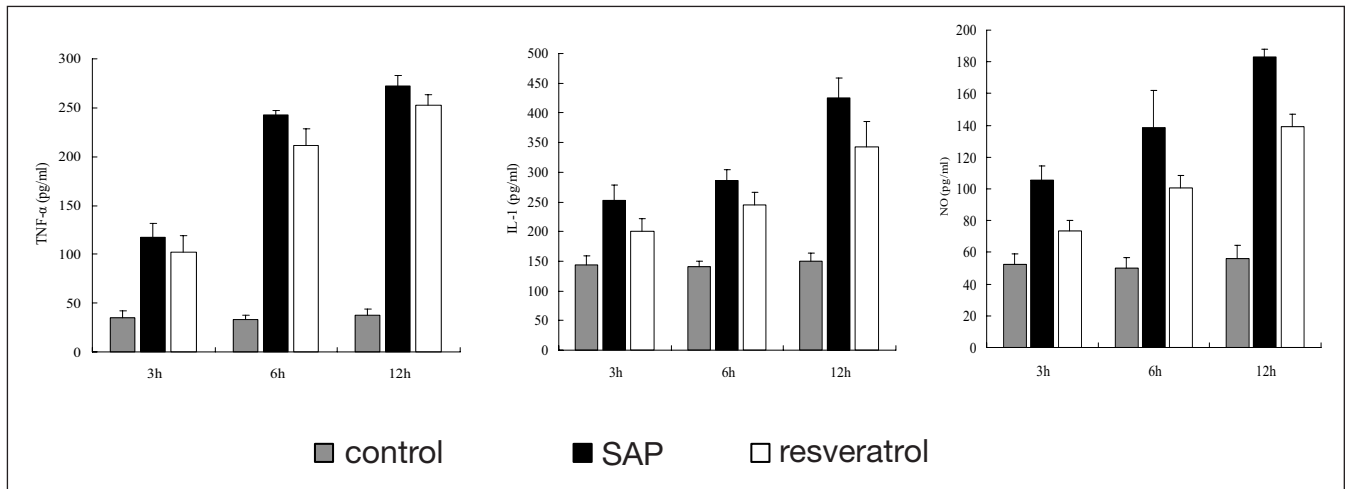 TNF-α (pg/ml)
300
250
200
150
100
50
0
3h
6h
12h
IL-1 (pg/ml)
500
450
400
350
300
250
200
150
100
50
0
3h
6h
12h
NO (pg/ml)
200
180
160
140
120
100
80
60
40
20
0
3h
6h
12h
control
SAP
resveratrol